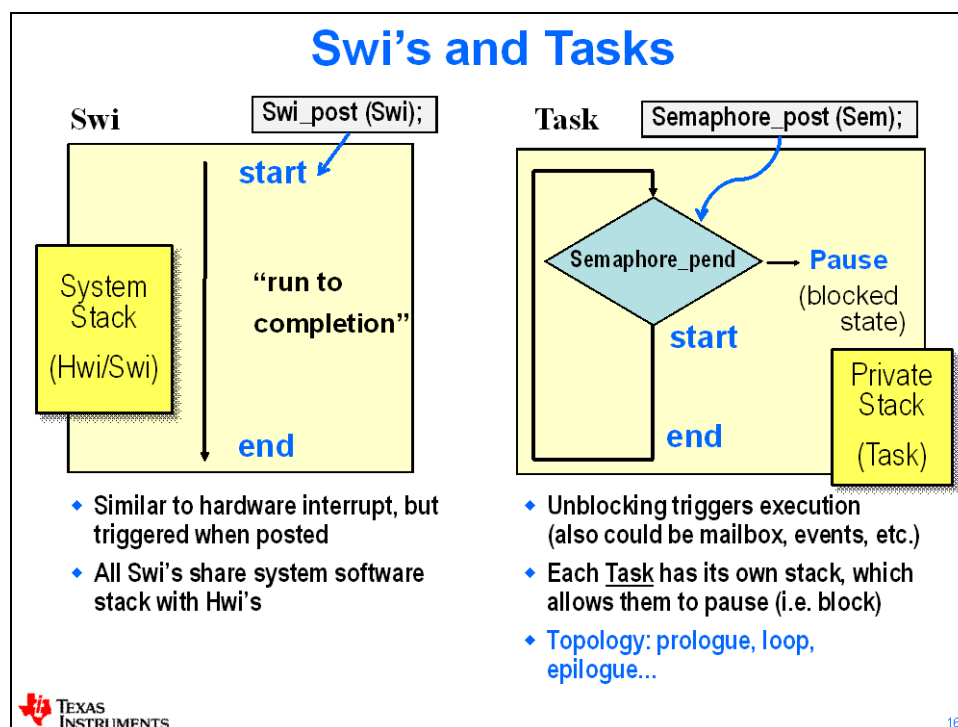 Swi's and Tasks
Swi
Swi_post (Swi);
start
System
Stack
(Hwi/Swi)
“run to
completion”
end
◆ Similar to hardware interrupt, but
triggered when posted
◆ All Swi's share system software
stack with Hwi's
Task
Semaphore_post (Sem);
Semaphore_pend
Pause
(blocked
state)
start
Private
Stack
(Task)
end
◆ Unblocking triggers execution
(also could be mailbox, events, etc.)
◆ Each Task has its own stack, which
allows them to pause (i.e. block)
◆ Topology: prologue, loop,
epilogue...
TEXAS
INSTRUMENTS
16